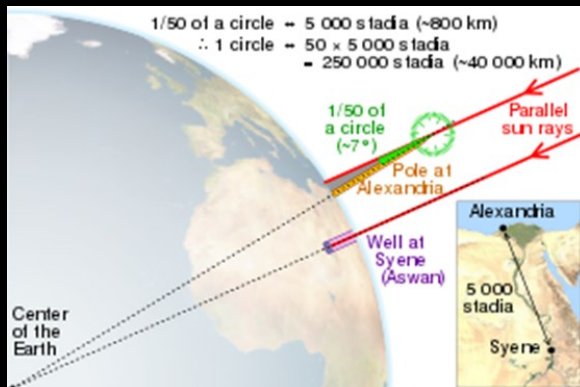 1/50 of a circle = 5 000 stadia (~800 km)
∴ 1 circle = 50 × 5 000 stadia
= 250 000 stadia (~40 000 km)
1/50 of
a circle
(~7°)
Parallel
sun rays
Pole at
Alexandria
Well at
Syene
(Aswan)
Center
of the
Earth
Alexandria
5 000
stadia
Syene